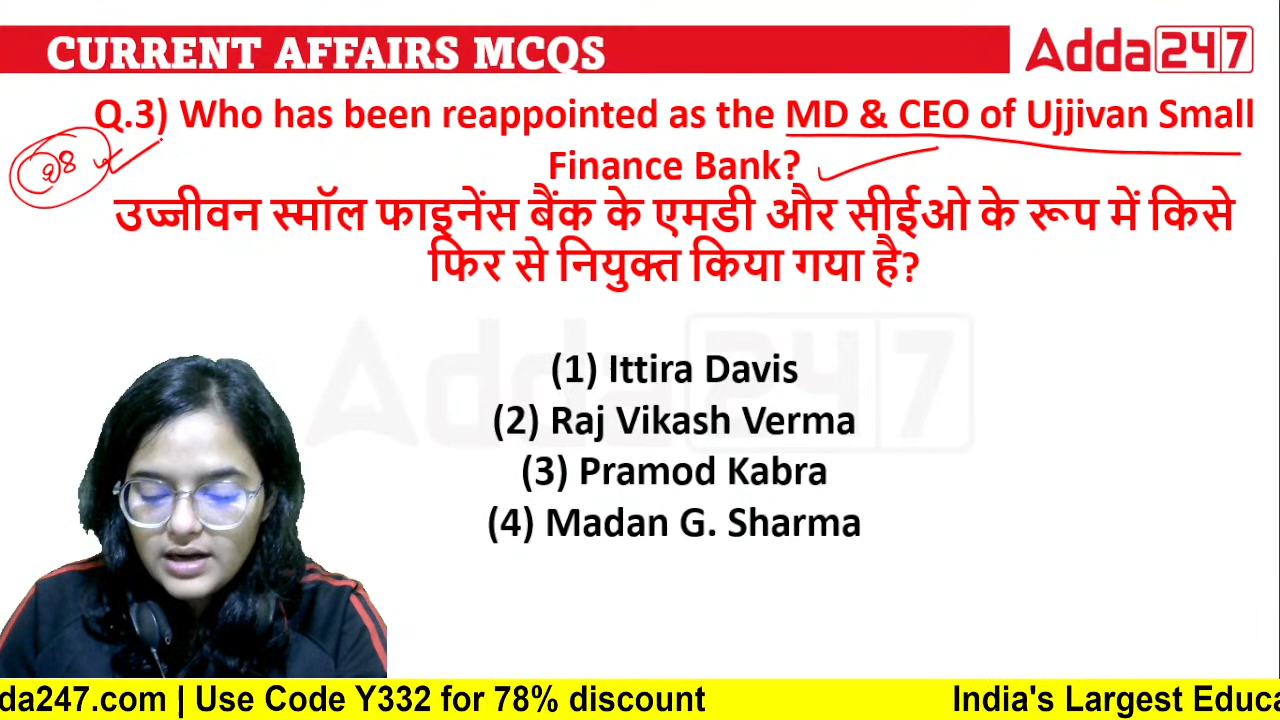 CURRENT AFFAIRS MCQS
Adda247
Q.3) Who has been reappointed as the MD & CEO of Ujjivan Small
Finance Bank?
उज्जीवन स्मॉल फाइनेंस बैंक के एमडी और सीईओ के रूप में किसे
फिर से नियुक्त किया गया है?
Adda247
(1) Ittira Davis
(2) Raj Vikash Verma
(3) Pramod Kabra
(4) Madan G. Sharma
da247.com | Use Code Y332 for 78% discount
India's Largest Educa